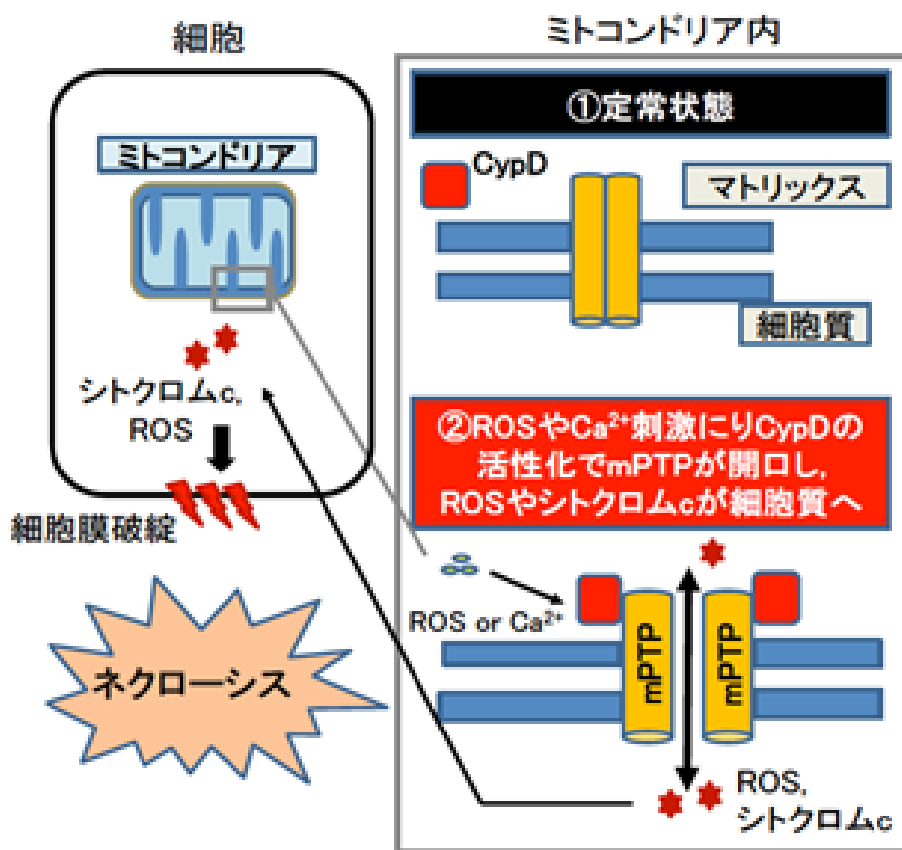 細胞
ミトコンドリア
シトクロムc,
ROS
細胞膜破綻
ネクローシス
ミトコンドリア内
①定常状態
CypD
マトリックス
細胞質
②ROSやCa²⁺刺激にりCypDの
活性化でmPTPが開口し,
ROSやシトクロムcが細胞質へ
ROS or Ca²⁺
mPTP
mPTP
ROS,
シトクロムc